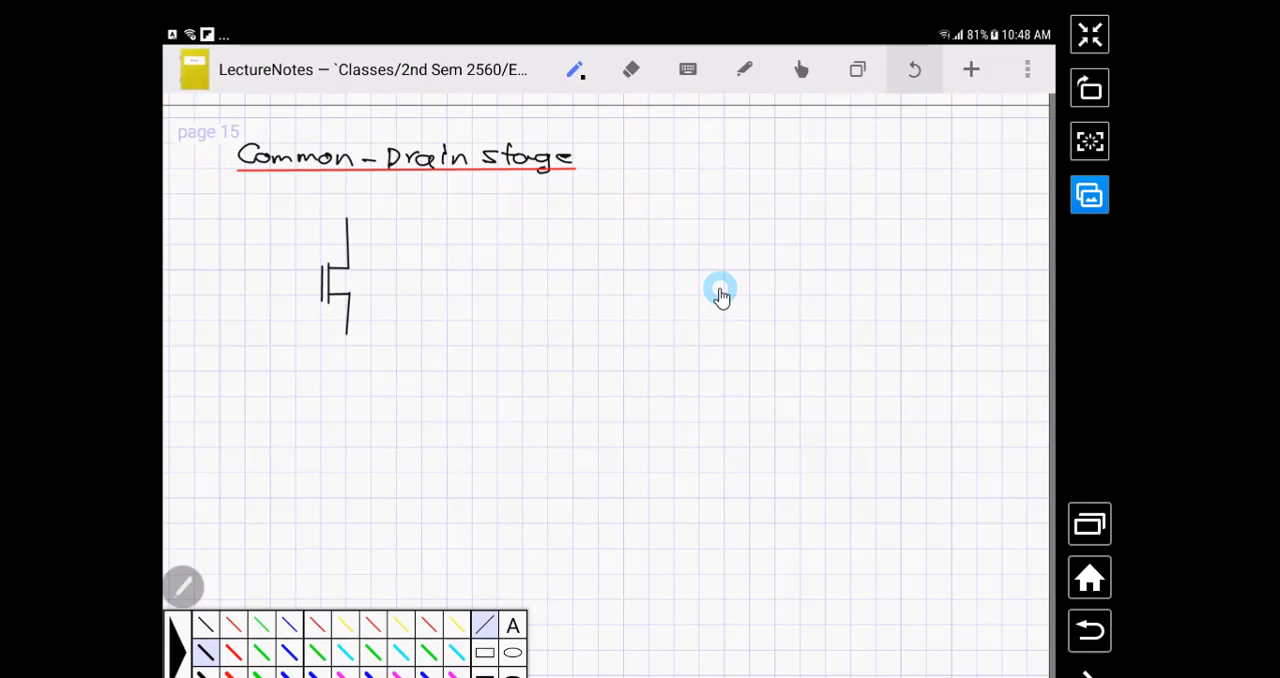 ... 81% 10:48 AM
LectureNotes — `Classes/2nd Sem 2560/E...
page 15
Common-Drain stage
A